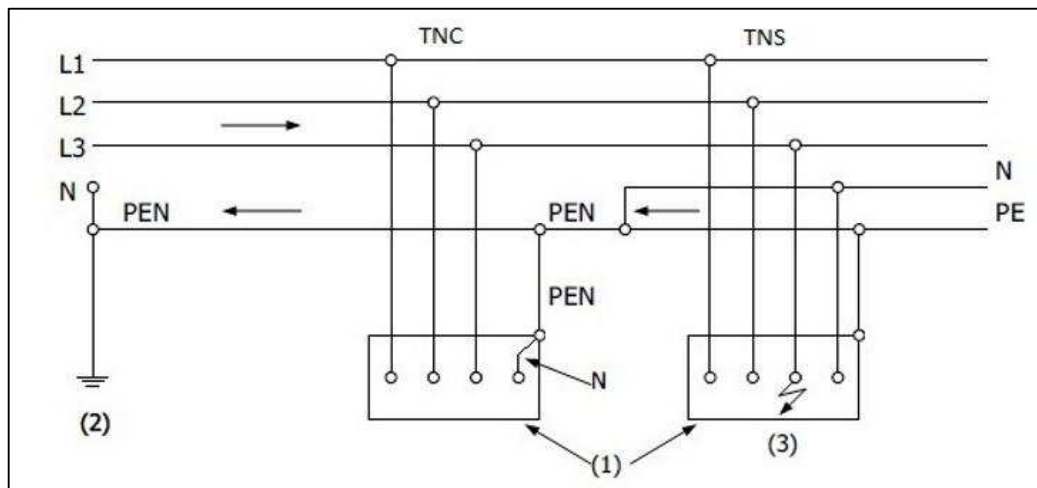 TNC TNS
L1
L2
L3
N N
PEN PEN PE
PEN
N
(2) (1) (3)